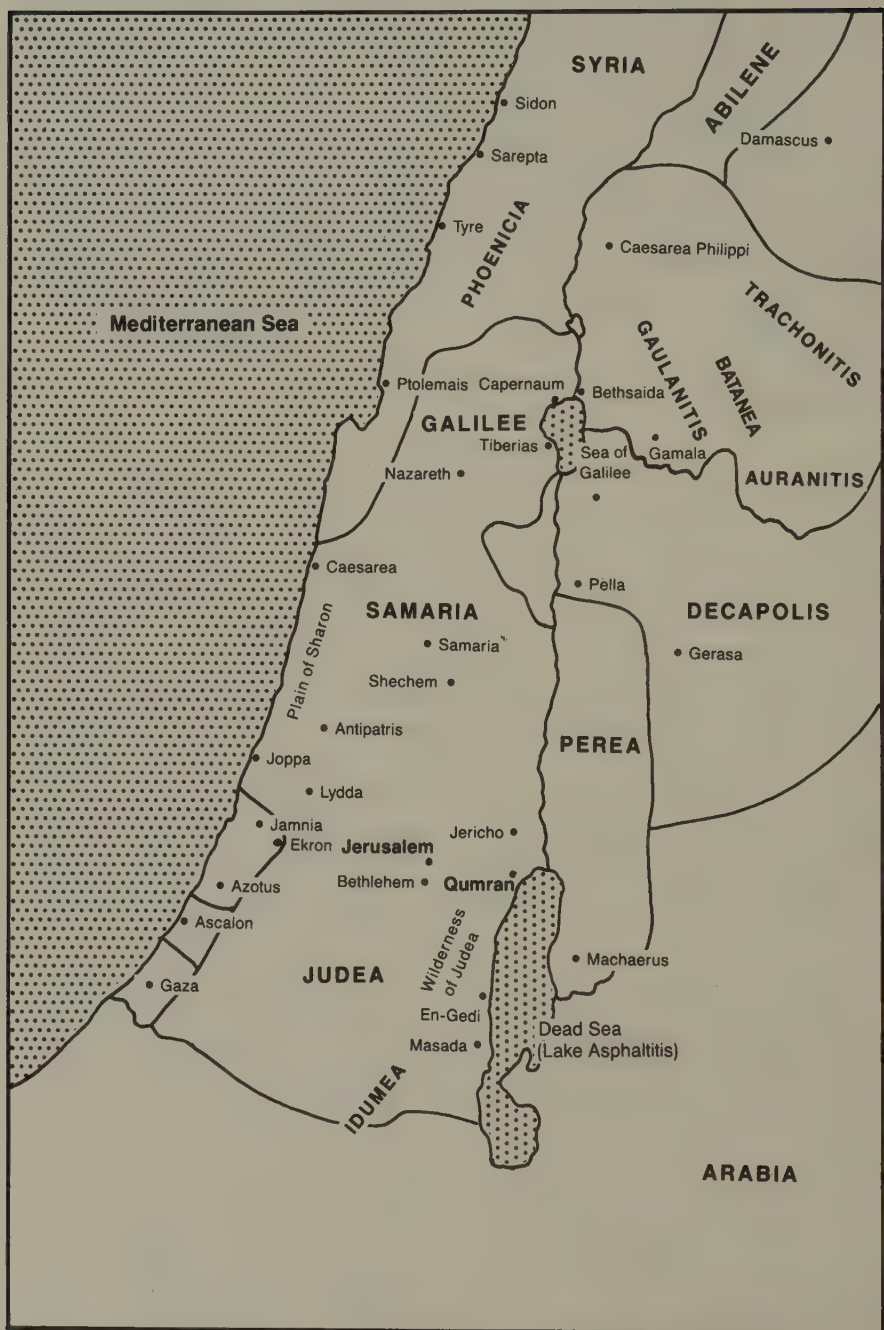 SYRIA
ABILENE
Sidon
Damascus
Sarepta
Tyre
PHOENICIA
Caesarea Philippi
TRACHONITIS
Mediterranean Sea
GAULANITIS
BATANEA
Ptolemais
Capernaum
Bethsaida
GALILEE
Tiberias
Sea of
Galilee
Gamala
Nazareth
AURANITIS
Caesarea
Pella
SAMARIA
DECAPOLIS
Plain of Sharon
Samaria
Gerasa
Shechem
Antipatris
PEREA
Joppa
Lydda
Jamnia
Jericho
Ekron
Jerusalem
Azotus
Bethlehem
Qumran
Ascalon
Wilderness
of Judea
Machaerus
JUDEA
Gaza
En-Gedi
Dead Sea
(Lake Asphaltitis)
Masada
IDUMEA
ARABIA